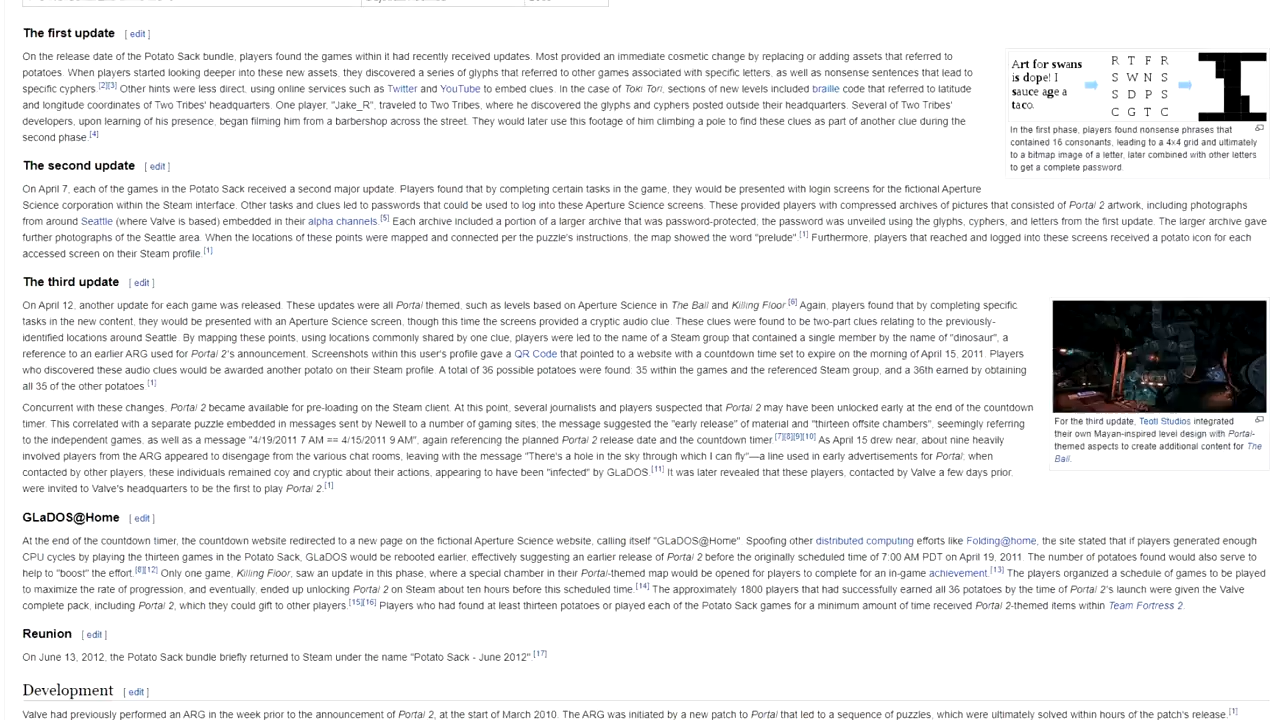 The first update [ edit ]
On the release date of the Potato Sack bundle, players found the games within it had recently received updates. Most provided an immediate cosmetic change by replacing or adding assets that referred to
potatoes. When players started looking deeper into these new assets, they discovered a series of glyphs that referred to other games associated with specific letters, as well as nonsense sentences that lead to
specific cyphers.[2][3] Other hints were less direct, using online services such as Twitter and YouTube to embed clues. In the case of Toki Tori, sections of new levels included braille code that referred to latitude
and longitude coordinates of Two Tribes' headquarters. One player, "Jake_R", traveled to Two Tribes, where he discovered the glyphs and cyphers posted outside their headquarters. Several of Two Tribes'
developers, upon learning of his presence, began filming him from a barbershop across the street. They would later use this footage of him climbing a pole to find these clues as part of another clue during the
second phase.[4]
Art for swans
is dope! I
sauce age a
taco.
R T F R
S W N S
S D P S
C G T C
In the first phase, players found nonsense phrases that
contained 16 consonants, leading to a 4x4 grid and ultimately
to a bitmap image of a letter, later combined with other letters
to get a complete password.
The second update [ edit ]
On April 7, each of the games in the Potato Sack received a second major update. Players found that by completing certain tasks in the game, they would be presented with login screens for the fictional Aperture
Science corporation within the Steam interface. Other tasks and clues led to passwords that could be used to log into these Aperture Science screens. These provided players with compressed archives of pictures that consisted of Portal 2 artwork, including photographs
from around Seattle (where Valve is based) embedded in their alpha channels.[5] Each archive included a portion of a larger archive that was password-protected, the password was unveiled using the glyphs, cyphers, and letters from the first update. The larger archive gave
further photographs of the Seattle area. When the locations of these points were mapped and connected per the puzzle's instructions, the map showed the word "prelude".[1] Furthermore, players that reached and logged into these screens received a potato icon for each
accessed screen on their Steam profile.[1]
The third update [ edit ]
On April 12, another update for each game was released. These updates were all Portal themed, such as levels based on Aperture Science in The Ball and Killing Floor.[6] Again, players found that by completing specific
tasks in the new content, they would be presented with an Aperture Science screen, though this time the screens provided a cryptic audio clue. These clues were found to be two-part clues relating to the previously-
identified locations around Seattle. By mapping these points, using locations commonly shared by one clue, players were led to the name of a Steam group that contained a single member by the name of "dinosaur", a
reference to an earlier ARG used for Portal 2's announcement. Screenshots within this user's profile gave a QR Code that pointed to a website with a countdown time set to expire on the morning of April 15, 2011. Players
who discovered these audio clues would be awarded another potato on their Steam profile. A total of 36 possible potatoes were found: 35 within the games and the referenced Steam group, and a 36th earned by obtaining
all 35 of the other potatoes.[1]
Concurrent with these changes, Portal 2 became available for pre-loading on the Steam client. At this point, several journalists and players suspected that Portal 2 may have been unlocked early at the end of the countdown
timer. This correlated with a separate puzzle embedded in messages sent by Newell to a number of gaming sites; the message suggested the "early release" of material and "thirteen offsite chambers", seemingly referring
to the independent games, as well as a message "4/19/2011 7 AM == 4/15/2011 9 AM", again referencing the planned Portal 2 release date and the countdown timer.[7][8][9][10] As April 15 drew near, about nine heavily
involved players from the ARG appeared to disengage from the various chat rooms, leaving with the message "There's a hole in the sky through which I can fly"—a line used in early advertisements for Portal; when
contacted by other players, these individuals remained coy and cryptic about their actions, appearing to have been "infected" by GLaDOS.[11] It was later revealed that these players, contacted by Valve a few days prior,
were invited to Valve's headquarters to be the first to play Portal 2.[1]
For the third update, Teotl Studios integrated
their own Mayan-inspired level design with Portal-
themed aspects to create additional content for The
Ball.
GLaDOS@Home [ edit ]
At the end of the countdown timer, the countdown website redirected to a new page on the fictional Aperture Science website, calling itself "GLaDOS@Home". Spoofing other distributed computing efforts like Folding@home, the site stated that if players generated enough
CPU cycles by playing the thirteen games in the Potato Sack, GLaDOS would be rebooted earlier, effectively suggesting an earlier release of Portal 2 before the originally scheduled time of 7:00 AM PDT on April 19, 2011. The number of potatoes found would also serve to
help to "boost" the effort.[8][12] Only one game, Killing Floor, saw an update in this phase, where a special chamber in their Portal-themed map would be opened for players to complete for an in-game achievement.[13] The players organized a schedule of games to be played
to maximize the rate of progression, and eventually, ended up unlocking Portal 2 on Steam about ten hours before this scheduled time.[14] The approximately 1800 players that had successfully earned all 36 potatoes by the time of Portal 2's launch were given the Valve
complete pack, including Portal 2, which they could gift to other players.[15][16] Players who had found at least thirteen potatoes or played each of the Potato Sack games for a minimum amount of time received Portal 2-themed items within Team Fortress 2.
Reunion [ edit ]
On June 13, 2012, the Potato Sack bundle briefly returned to Steam under the name "Potato Sack - June 2012".[17]
Development [ edit ]
Valve had previously performed an ARG in the week prior to the announcement of Portal 2, at the start of March 2010. The ARG was initiated by a new patch to Portal that led to a sequence of puzzles, which were ultimately solved within hours of the patch's release.[1]